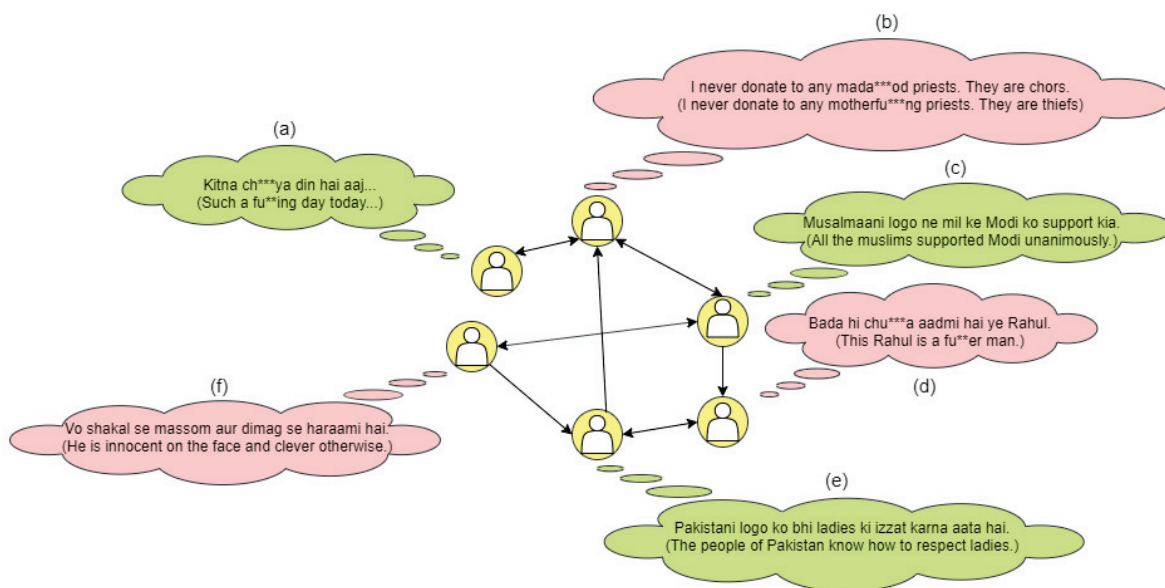 (b)
I never donate to any mada***od priests. They are chors.
(I never donate to any motherfu***ng priests. They are thiefs)
(a)
Kitna ch***ya din hai aaj...
(Such a fu**ing day today...)
(c)
Musalmaani logo ne mil ke Modi ko support kia.
(All the muslims supported Modi unanimously.)
Bada hi chu***a aadmi hai ye Rahul.
(This Rahul is a fu**er man.)
(d)
(f)
Vo shakal se massom aur dimag se haraami hai.
(He is innocent on the face and clever otherwise.)
(e)
Pakistani logo ko bhi ladies ki izzat karna aata hai.
(The people of Pakistan know how to respect ladies.)